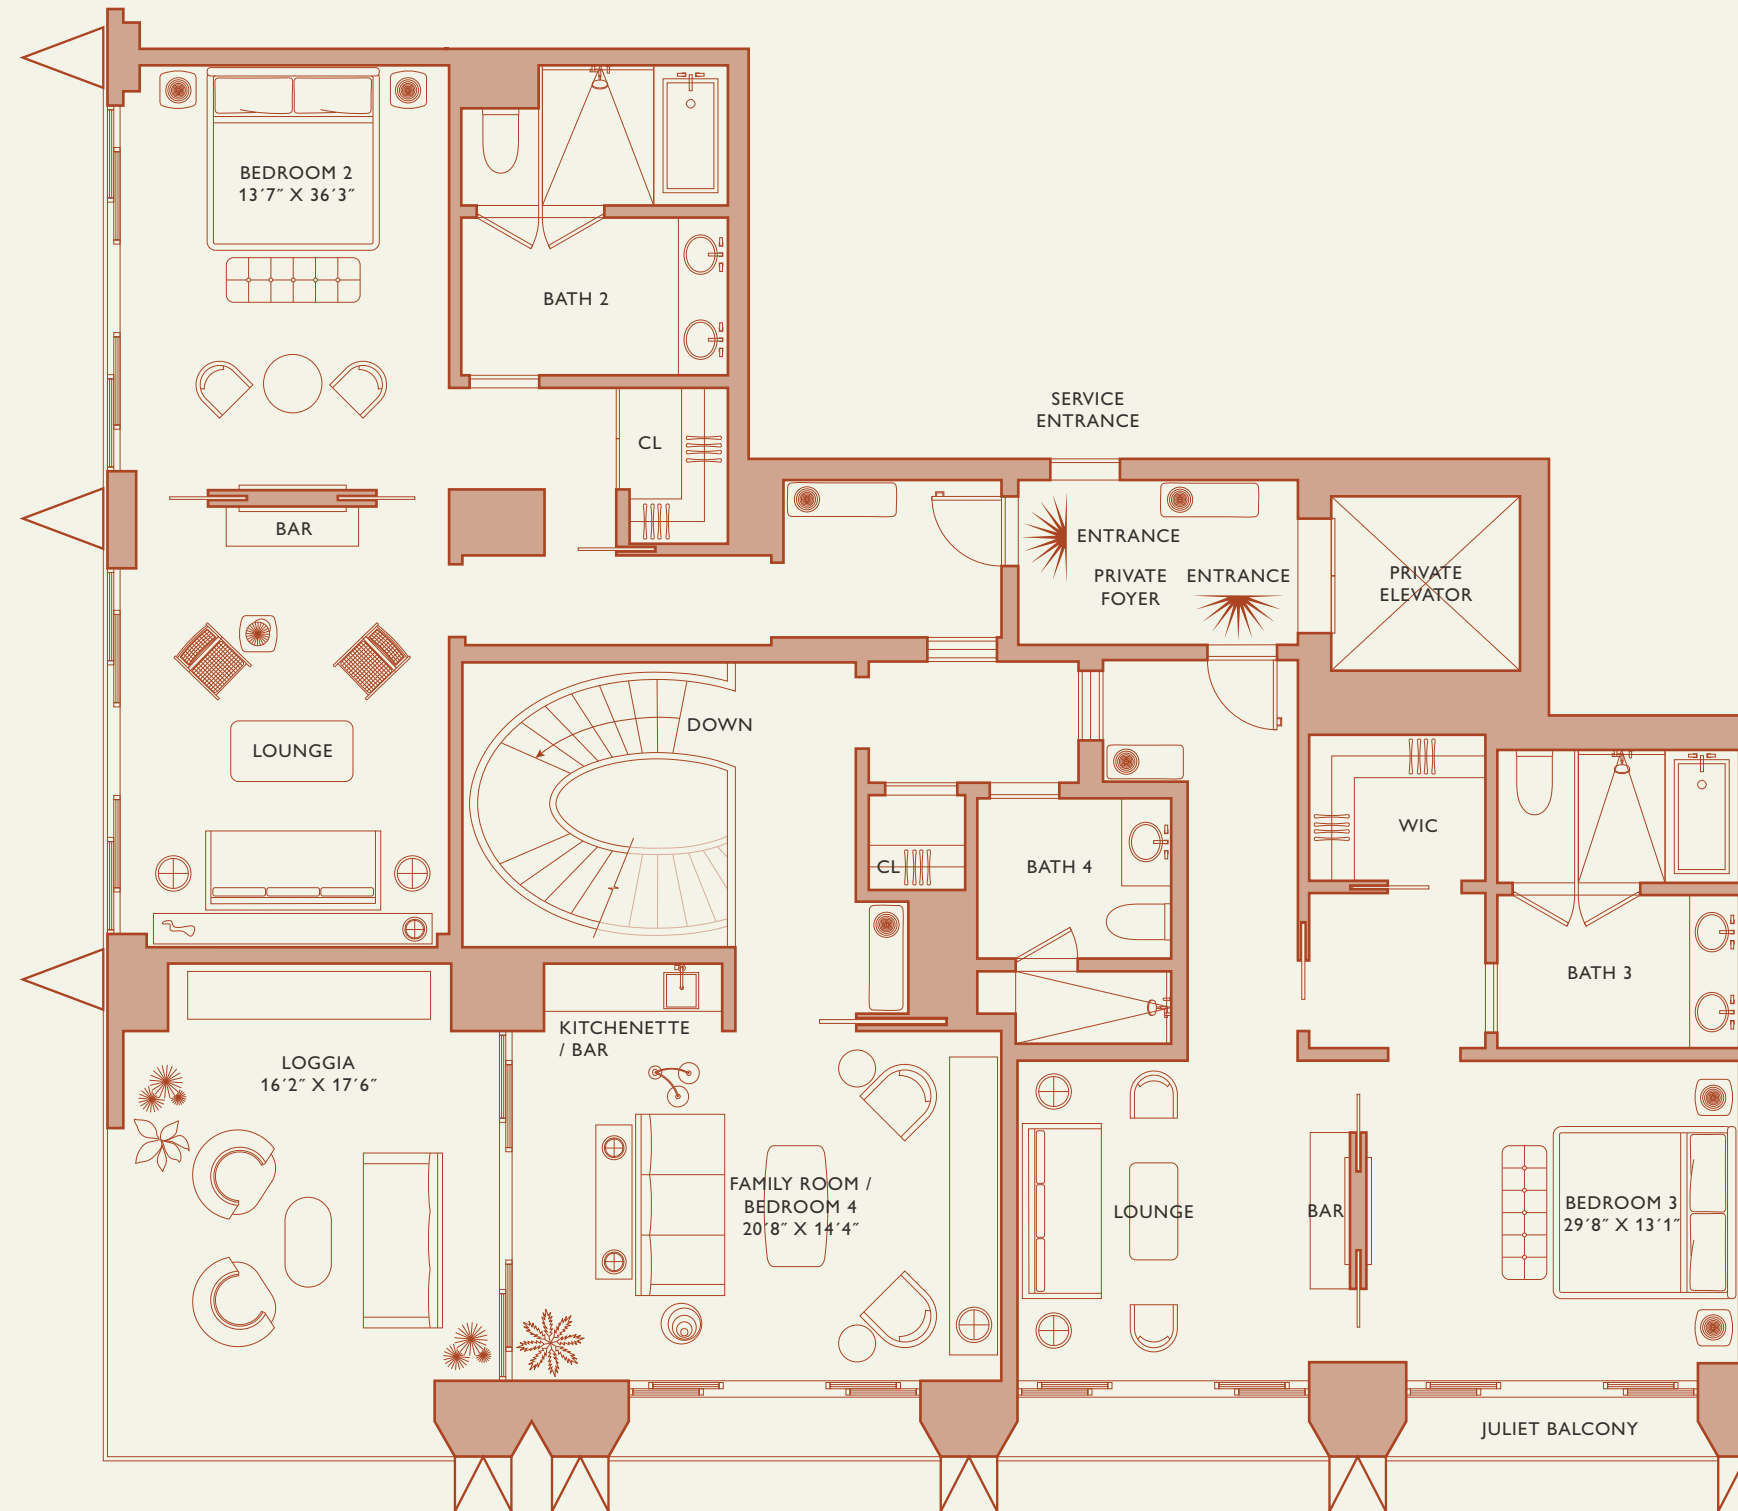 BEDROOM 2
13′7″ X 36′3″
BATH 2
SERVICE
ENTRANCE
CL
BAR
ENTRANCE
PRIVATE
FOYER
ENTRANCE
PRIVATE
ELEVATOR
DOWN
LOUNGE
WIC
CL
BATH 4
BATH 3
KITCHENETTE
/ BAR
LOGGIA
16′2″ X 17′6″
FAMILY ROOM /
BEDROOM 4
20′8″ X 14′4″
LOUNGE
BAR
BEDROOM 3
29′8″ X 13′1″
JULIET BALCONY